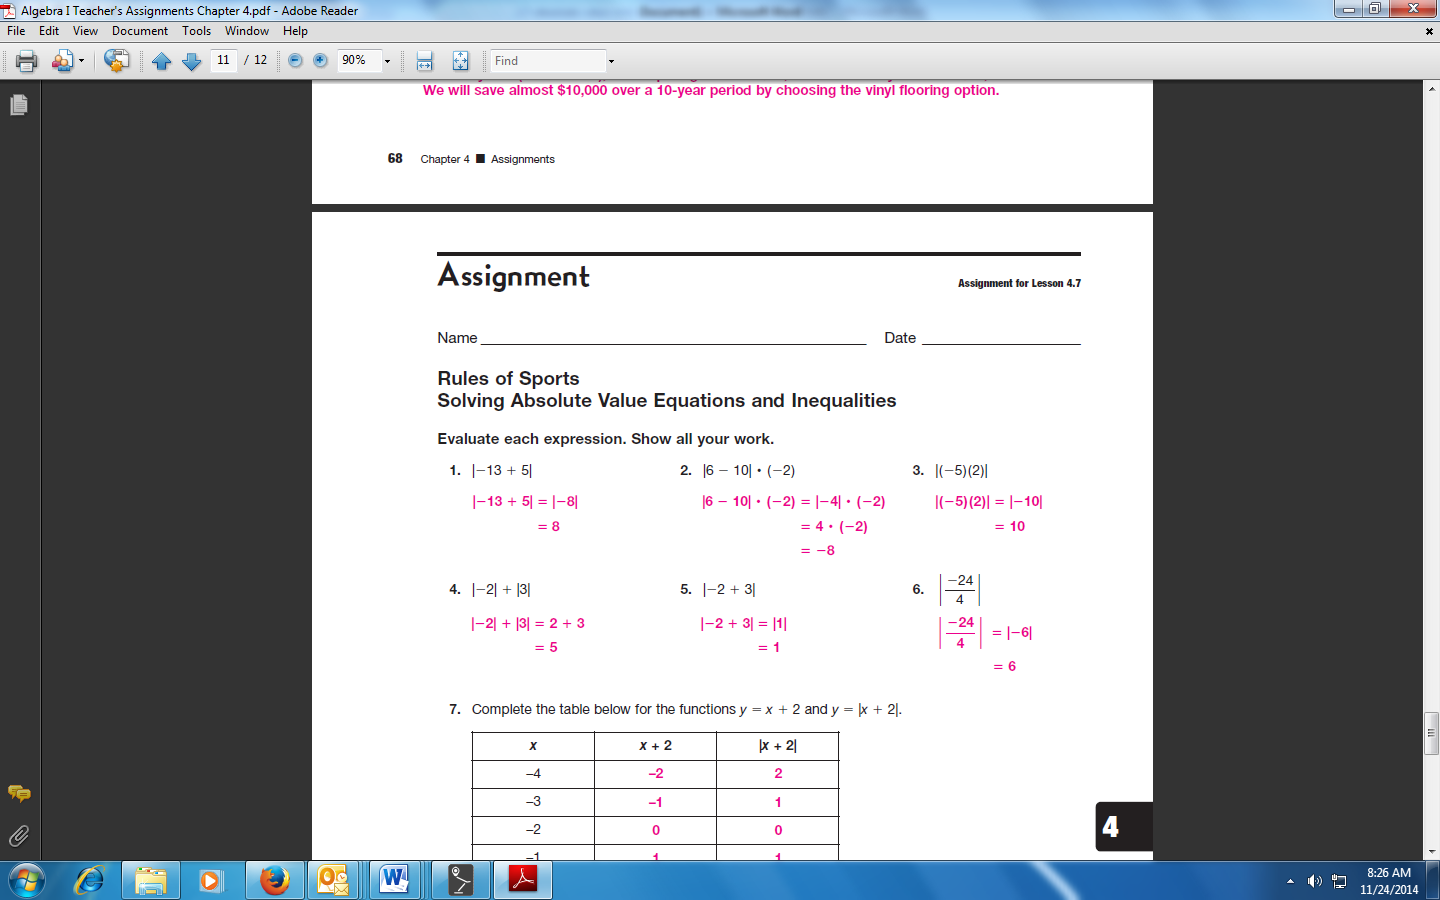 Algebra I Teacher's Assignments Chapter 4.pdf - Adobe Reader
File Edit View Document Tools Window Help
11 / 12 90% Find
We will save almost $10,000 over a 10-year period by choosing the vinyl flooring option.
68 Chapter 4 ■ Assignments
Assignment
Assignment for Lesson 4.7
Name Date
Rules of Sports
Solving Absolute Value Equations and Inequalities
Evaluate each expression. Show all your work.
1. |−13 + 5| 2. |6 − 10| • (−2) 3. |(−5)(2)|
|−13 + 5| = |−8| |6 − 10| • (−2) = |−4| • (−2) |(−5)(2)| = |−10|
= 8 = 4 • (−2) = 10
= −8
4. |−2| + |3| 5. |−2 + 3| 6. |−24/4|
|−2| + |3| = 2 + 3 |−2 + 3| = |1| |−24/4| = |−6|
= 5 = 1 = 6
7. Complete the table below for the functions y = x + 2 and y = |x + 2|.
x x + 2 |x + 2|
−4 −2 2
−3 −1 1
−2 0 0
−1 1 1
4
8:26 AM
11/24/2014